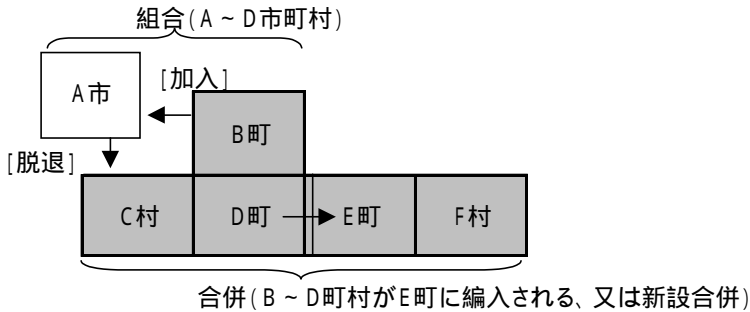 組合(A~D市町村)
[加入]
A市
B町
[脱退]
C村
D町
E町
F村
合併(B~D町村がE町に編入される、又は新設合併)